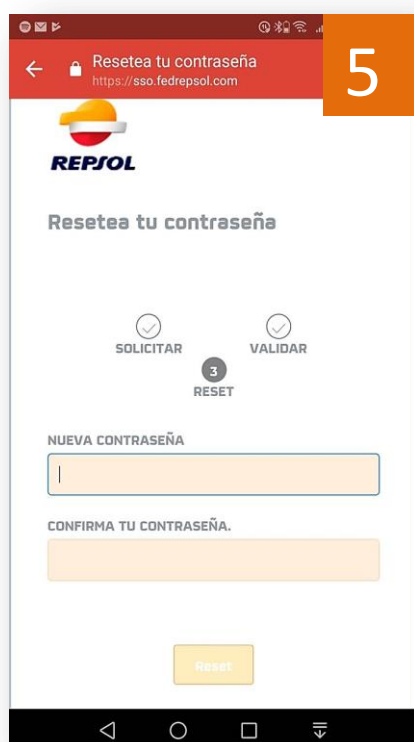 5
Resetea tu contraseña
https://sso.fedrepsol.com
REPSOL
Resetea tu contraseña
SOLICITAR
VALIDAR
3
RESET
NUEVA CONTRASEÑA
CONFIRMA TU CONTRASEÑA.
Reset